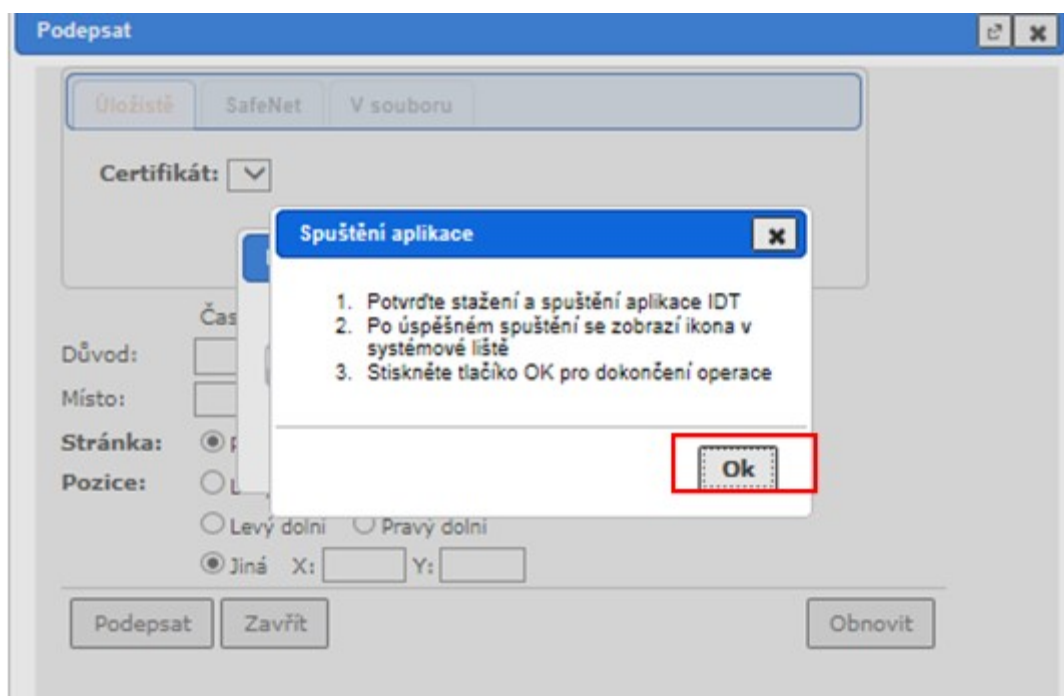 Podepsat
Úložiště SafeNet V souboru
Certifikát:
Spuštění aplikace
1. Potvrďte stažení a spuštění aplikace IDT
2. Po úspěšném spuštění se zobrazí ikona v
systémové liště
3. Stiskněte tlačíko OK pro dokončení operace
Ok
Důvod:
Místo:
Stránka:
Pozice:
Levý dolní Pravý dolní
Jiná X: Y:
Podepsat Zavřít Obnovit